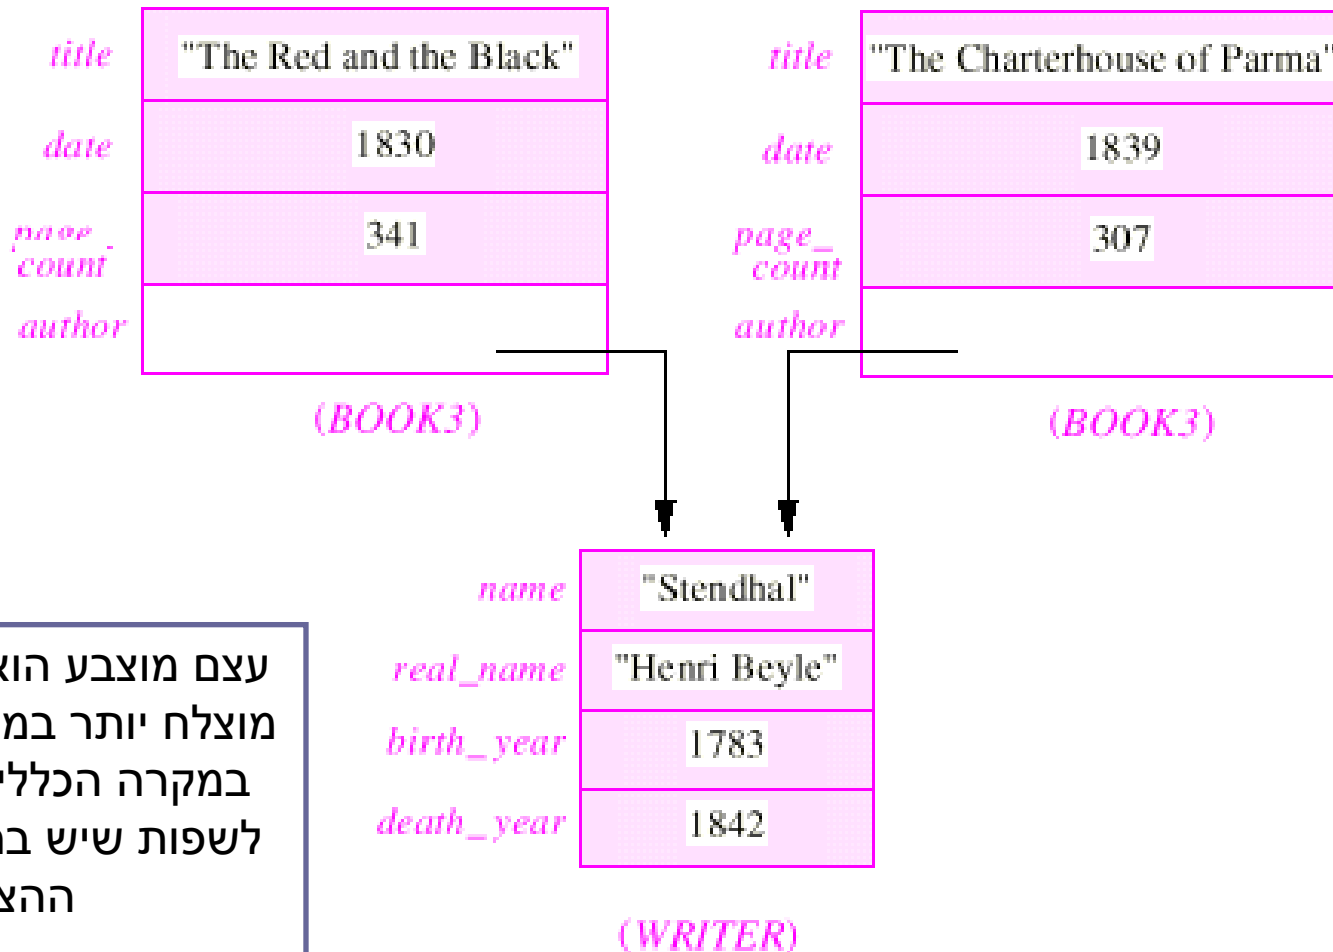 title "The Red and the Black"
date 1830
page_
count 341
author
(BOOK3)
title "The Charterhouse of Parma"
date 1839
page_
count 307
author
(BOOK3)
name "Stendhal"
real_name "Henri Beyle"
birth_year 1783
death_year 1842
(WRITER)
עצם מוצבע הוא
מוצלח יותר
במקרה הכללי
לשפות שיש